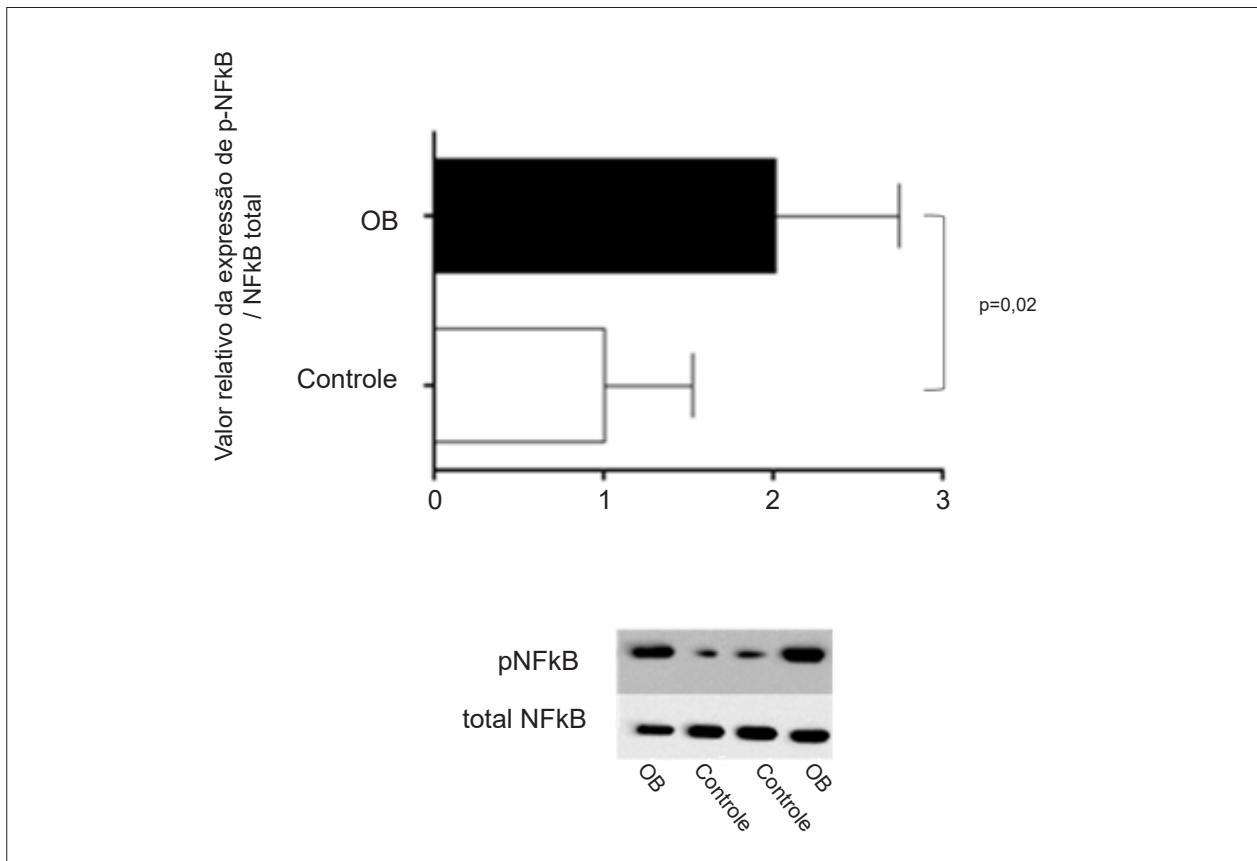 Valor relativo da expressão de p-NFkB
/ NFkB total
OB
Controle
p=0,02
0 1 2 3
pNFkB
total NFkB
OB Controle Controle OB